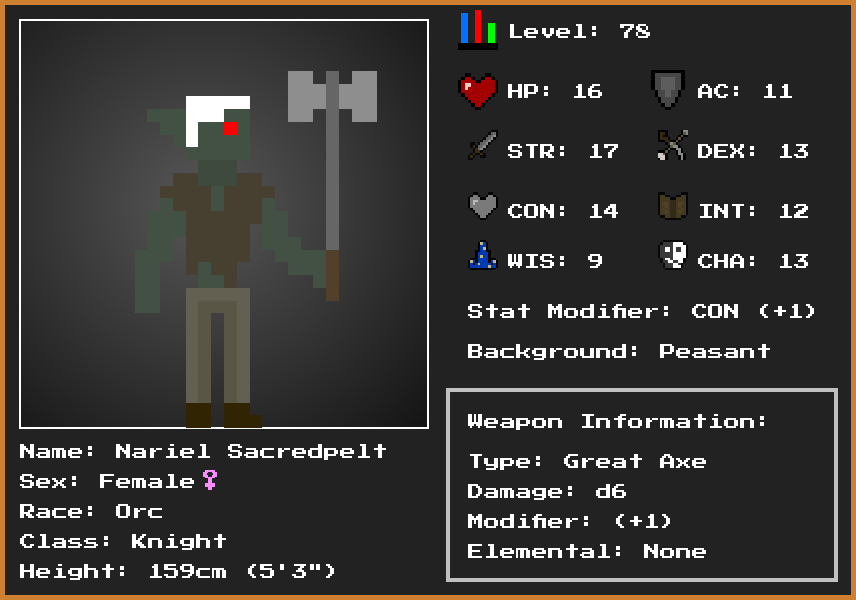 Level: 78
HP: 16
AC: 11
STR: 17
DEX: 13
CON: 14
INT: 12
WIS: 9
CHA: 13
Stat Modifier: CON (+1)
Background: Peasant
Weapon Information:
Type: Great Axe
Damage: d6
Modifier: (+1)
Elemental: None
Name: Nariel Sacredpelt
Sex: Female♀
Race: Orc
Class: Knight
Height: 159cm (5'3")